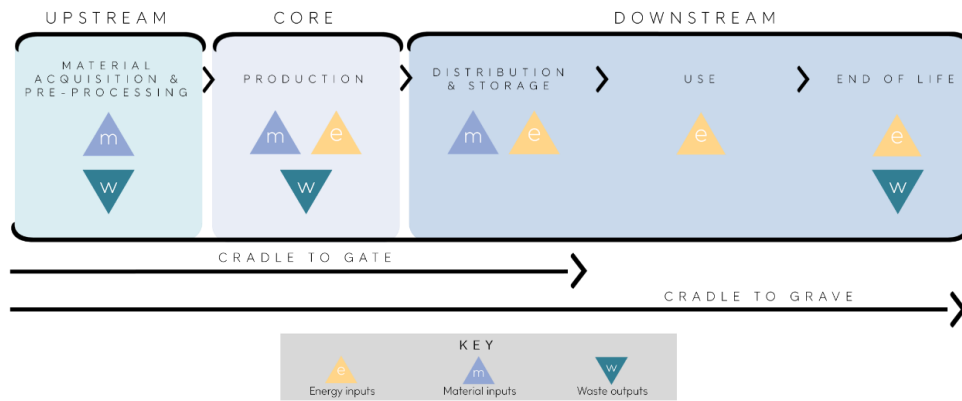 UPSTREAM
CORE
DOWNSTREAM
MATERIAL
ACQUISITION &
PRE-PROCESSING
PRODUCTION
DISTRIBUTION
& STORAGE
USE
END OF LIFE
m
m
e
m
e
e
e
w
w
w
CRADLE TO GATE
CRADLE TO GRAVE
KEY
e
m
w
Energy inputs
Material inputs
Waste outputs